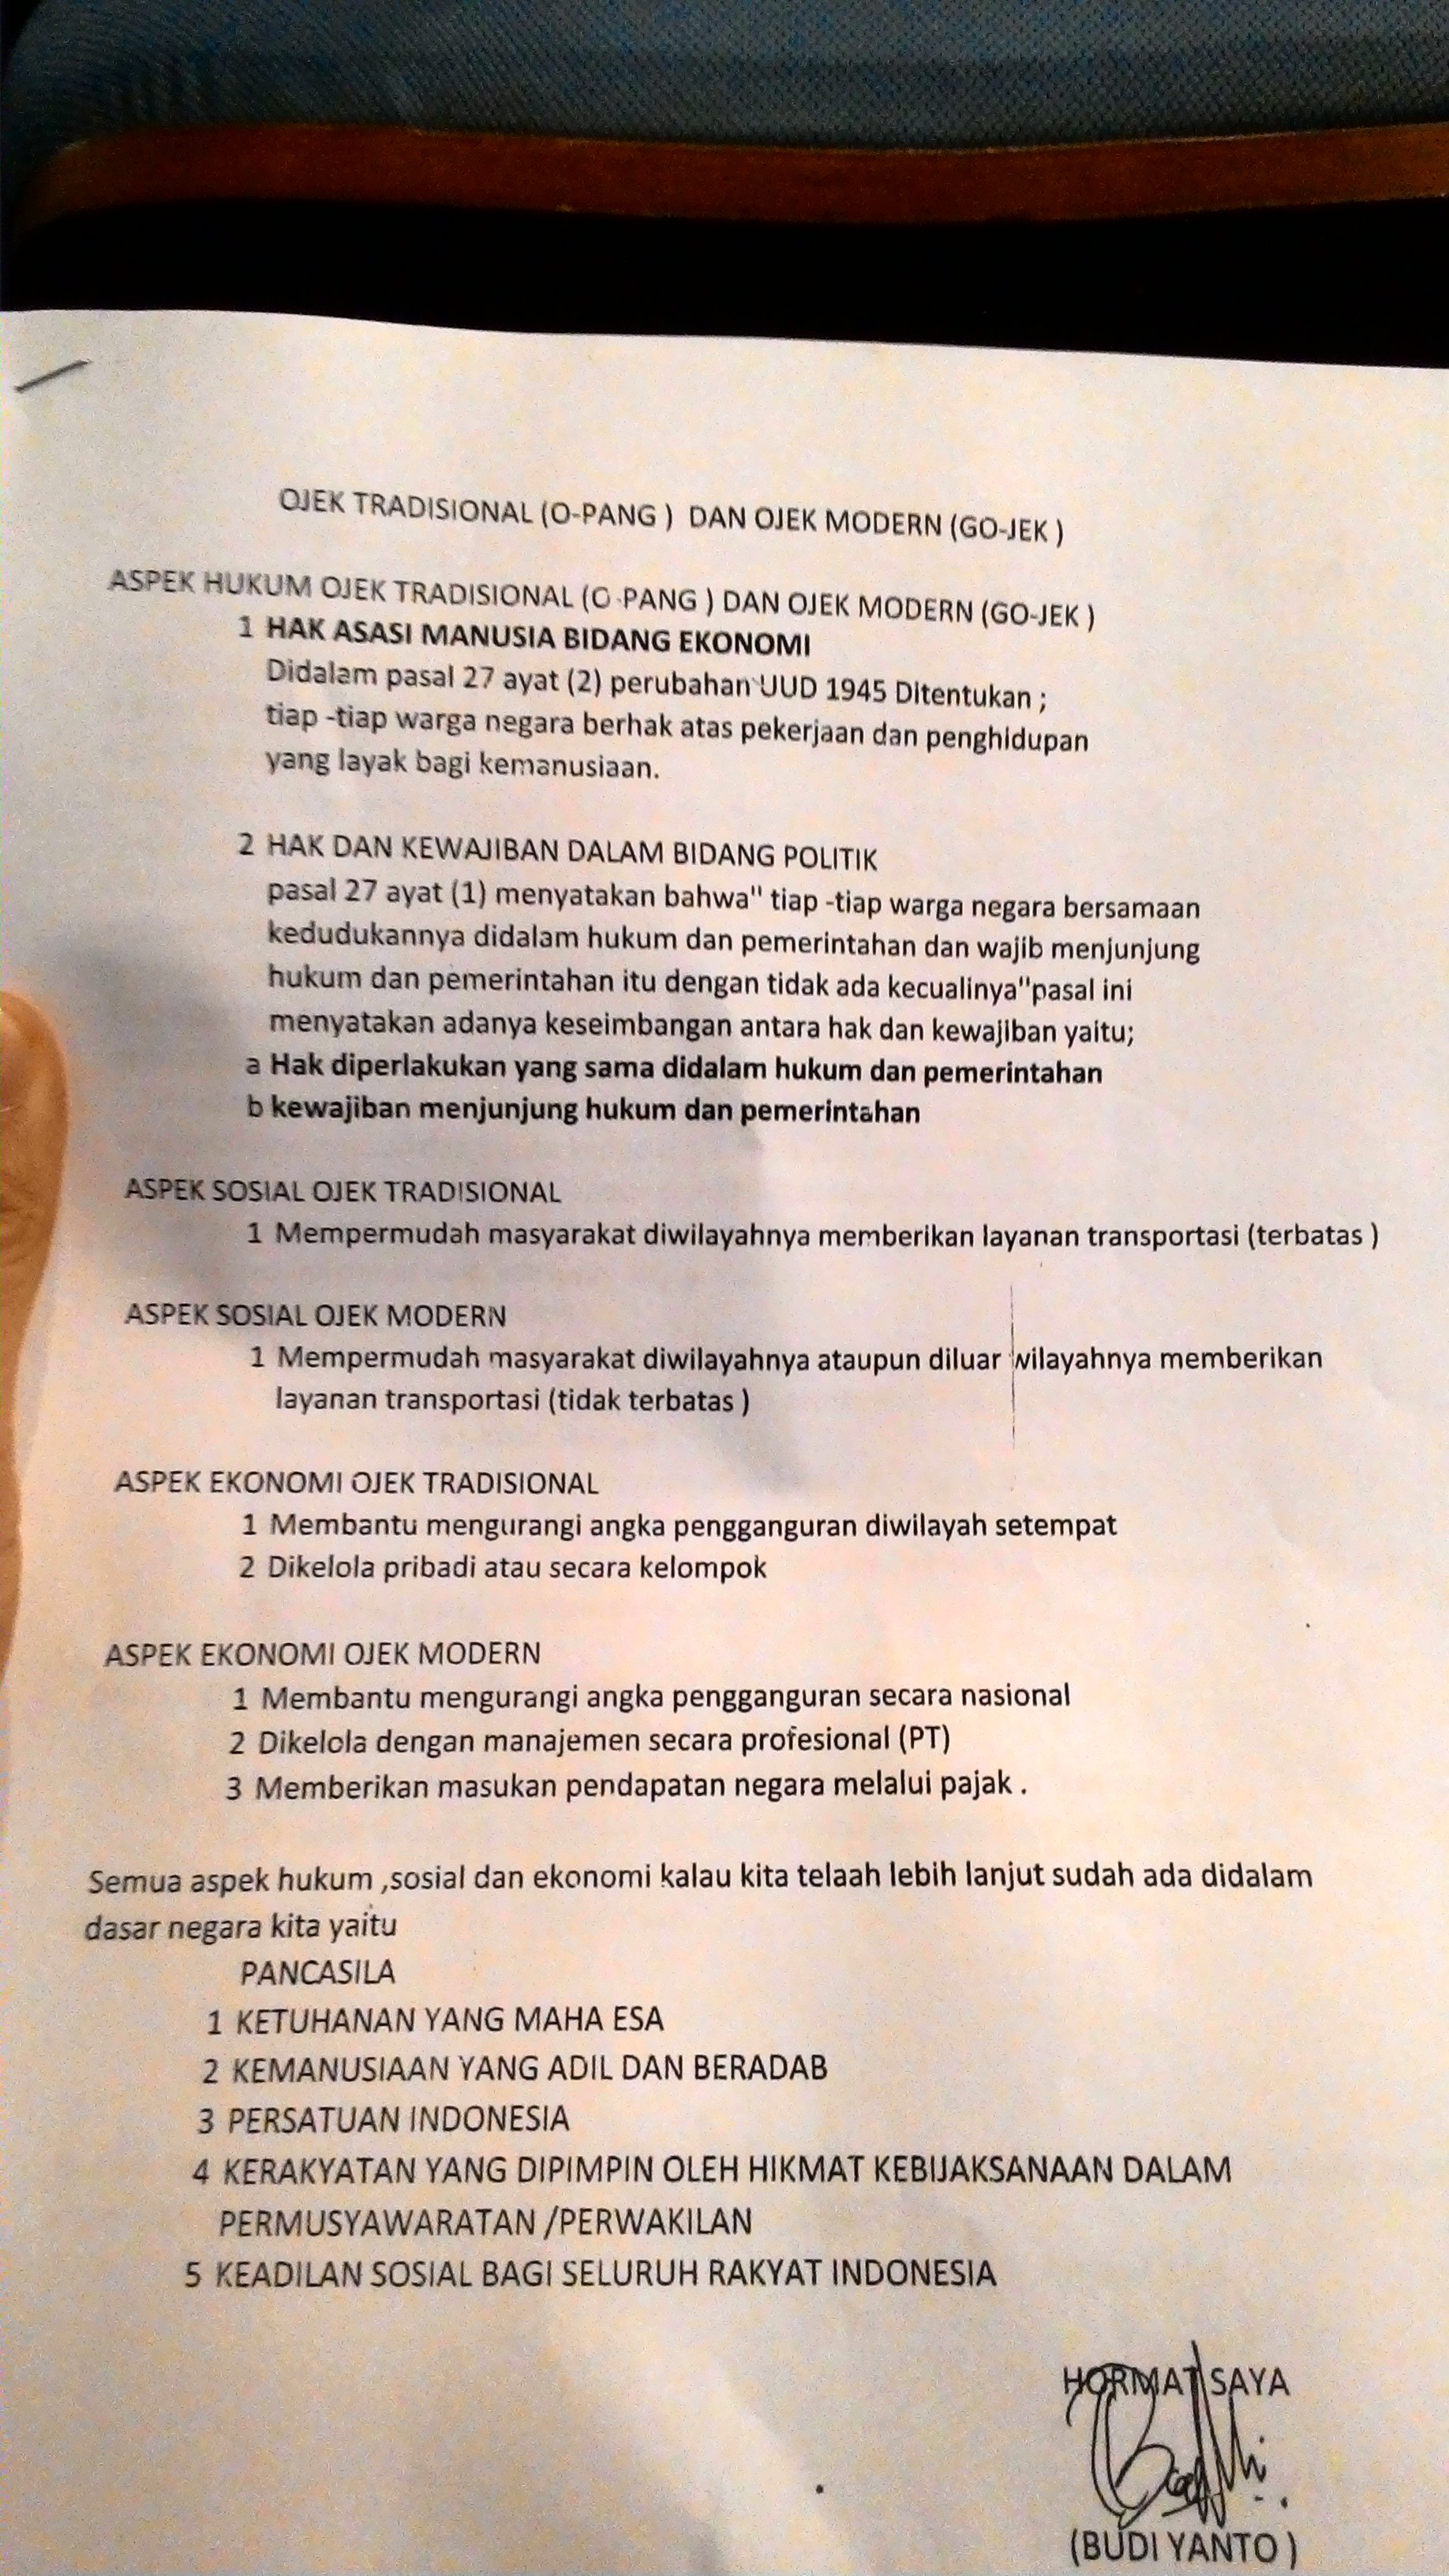 OJEK TRADISIONAL (O-PANG ) DAN OJEK MODERN (GO-JEK )
ASPEK HUKUM OJEK TRADISIONAL (O-PANG ) DAN OJEK MODERN (GO-JEK )
1 HAK ASASI MANUSIA BIDANG EKONOMI
Didalam pasal 27 ayat (2) perubahan UUD 1945 Ditentukan ;
tiap -tiap warga negara berhak atas pekerjaan dan penghidupan
yang layak bagi kemanusiaan.
2 HAK DAN KEWAJIBAN DALAM BIDANG POLITIK
pasal 27 ayat (1) menyatakan bahwa" tiap -tiap warga negara bersamaan
kedudukannya didalam hukum dan pemerintahan dan wajib menjunjung
hukum dan pemerintahan itu dengan tidak ada kecualinya"pasal ini
menyatakan adanya keseimbangan antara hak dan kewajiban yaitu;
a Hak diperlakukan yang sama didalam hukum dan pemerintahan
b kewajiban menjunjung hukum dan pemerintahan
ASPEK SOSIAL OJEK TRADISIONAL
1 Mempermudah masyarakat diwilayahnya memberikan layanan transportasi (terbatas )
ASPEK SOSIAL OJEK MODERN
1 Mempermudah masyarakat diwilayahnya ataupun diluar wilayahnya memberikan
layanan transportasi (tidak terbatas )
ASPEK EKONOMI OJEK TRADISIONAL
1 Membantu mengurangi angka pengganguran diwilayah setempat
2 Dikelola pribadi atau secara kelompok
ASPEK EKONOMI OJEK MODERN
1 Membantu mengurangi angka pengganguran secara nasional
2 Dikelola dengan manajemen secara profesional (PT)
3 Memberikan masukan pendapatan negara melalui pajak .
Semua aspek hukum ,sosial dan ekonomi kalau kita telaah lebih lanjut sudah ada didalam
dasar negara kita yaitu
PANCASILA
1 KETUHANAN YANG MAHA ESA
2 KEMANUSIAAN YANG ADIL DAN BERADAB
3 PERSATUAN INDONESIA
4 KERAKYATAN YANG DIPIMPIN OLEH HIKMAT KEBIJAKSANAAN DALAM
PERMUSYAWARATAN /PERWAKILAN
5 KEADILAN SOSIAL BAGI SELURUH RAKYAT INDONESIA
HORMAT SAYA
(BUDI YANTO )